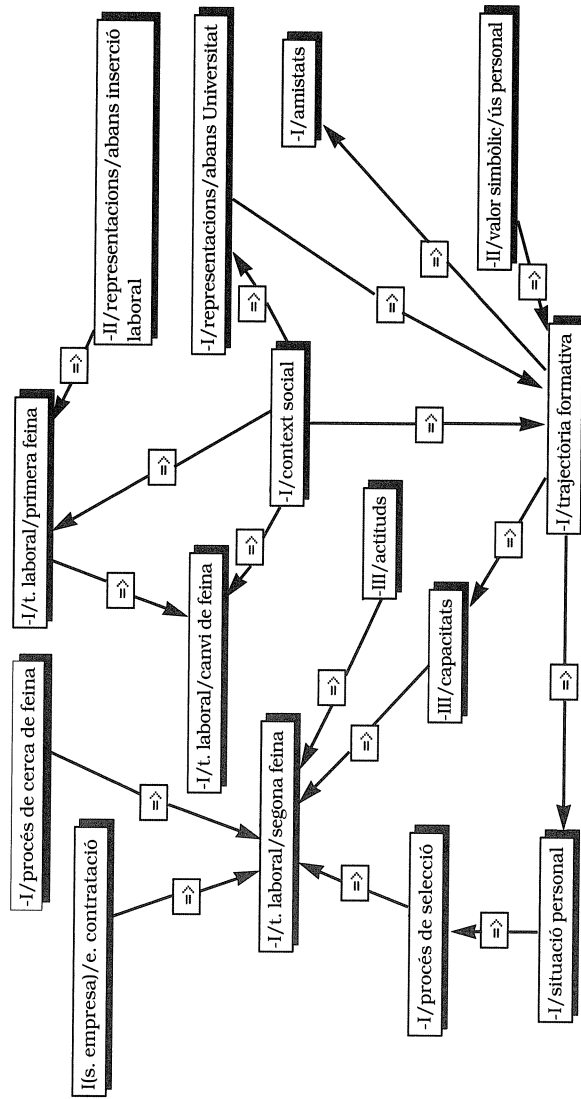 -I/procés de cerca de feina
-I/t. laboral/primera feina
=>
I(s. empresa)/e. contratació
-II/representacions/abans inserció
laboral
=>
=>
=>
=>
-I/t. laboral/canvi de feina
-I/representacions/abans Universitat
=>
=>
-I/t. laboral/segona feina
-I/context social
-I/amistats
=>
=>
=>
-III/actituds
=>
-I/procés de selecció
=>
=>
-III/capacitats
-II/valor simbòlic/ús personal
=>
=>
=>
-I/situació personal
=>
-I/trajectòria formativa